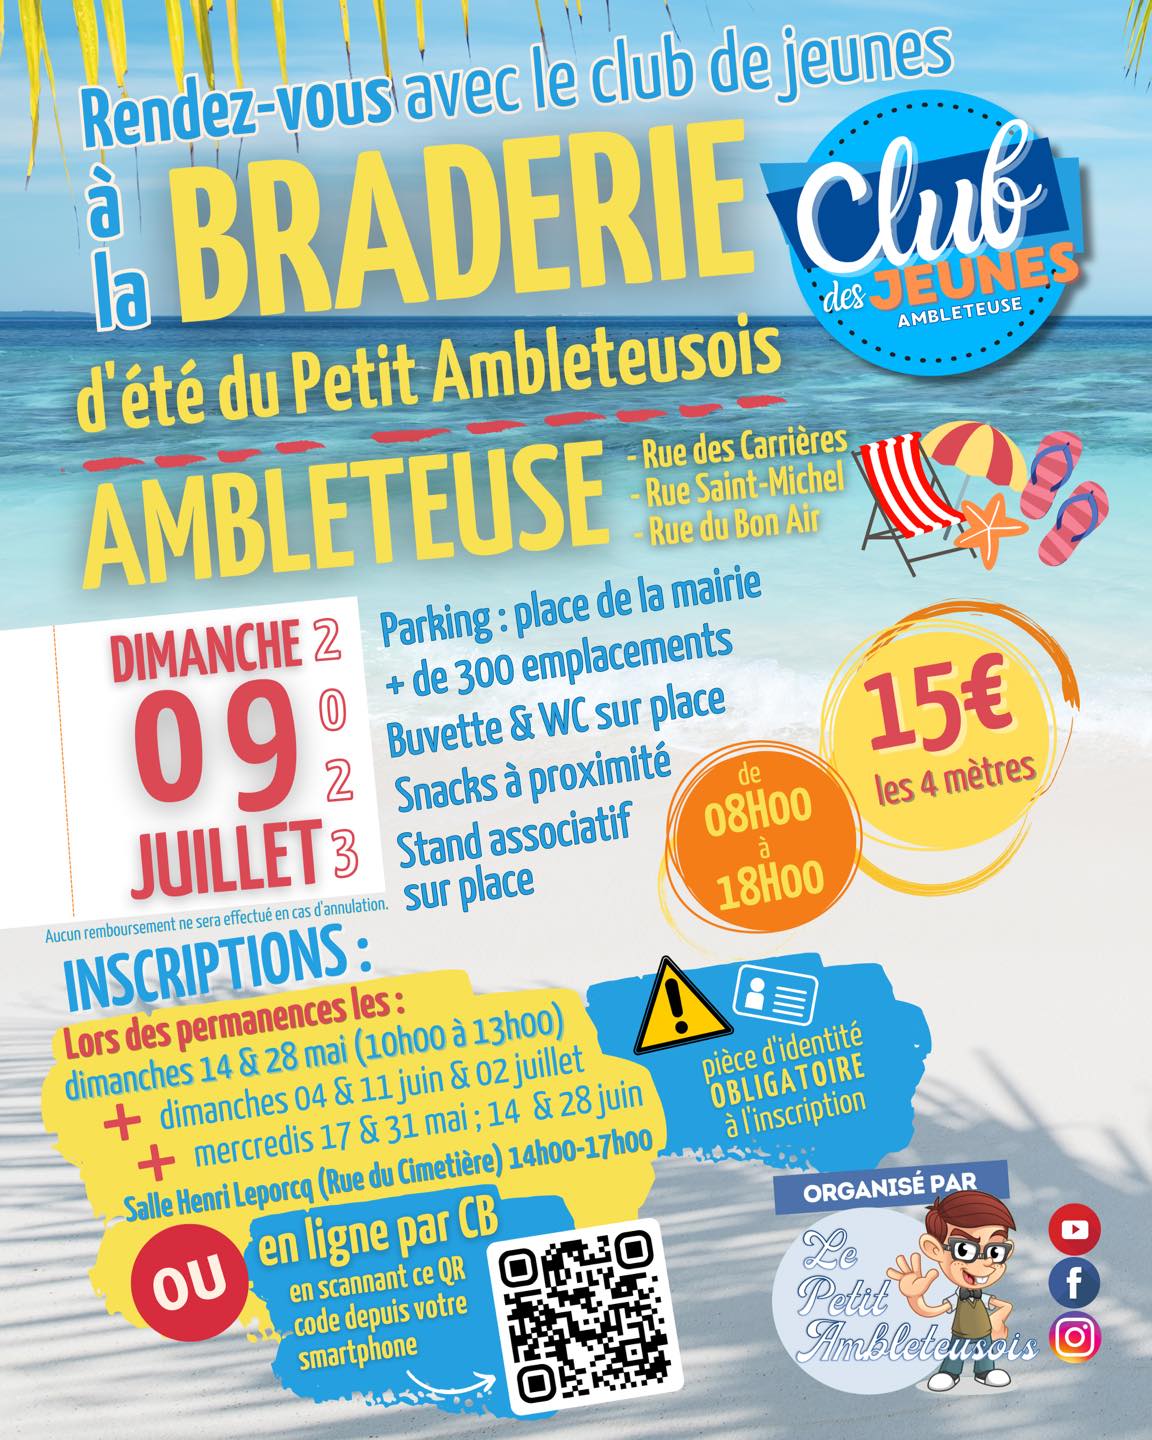 Rendez-vous avec le club de jeunes
à la BRADERIE
d'été du Petit Ambleteusois
Club
des JEUNES
AMBLETEUSE
AMBLETEUSE
- Rue des Carrières
- Rue Saint-Michel
- Rue du Bon Air
DIMANCHE
09
JUILLET
2023
Parking : place de la mairie
+ de 300 emplacements
Buvette & WC sur place
Snacks à proximité
Stand associatif
sur place
15€
les 4 mètres
de
08H00
à
18H00
Aucun remboursement ne sera effectué en cas d'annulation.
INSCRIPTIONS :
Lors des permanences les :
dimanches 14 & 28 mai (10h00 à 13h00)
+ dimanches 04 & 11 juin & 02 juillet
+ mercredis 17 & 31 mai ; 14 & 28 juin
Salle Henri Leporcq (Rue du Cimetière) 14h00-17h00
pièce d'identité
OBLIGATOIRE
à l'inscription
OU
en ligne par CB
en scannant ce QR
code depuis votre
smartphone
ORGANISÉ PAR
Le
Petit
Ambleteusois